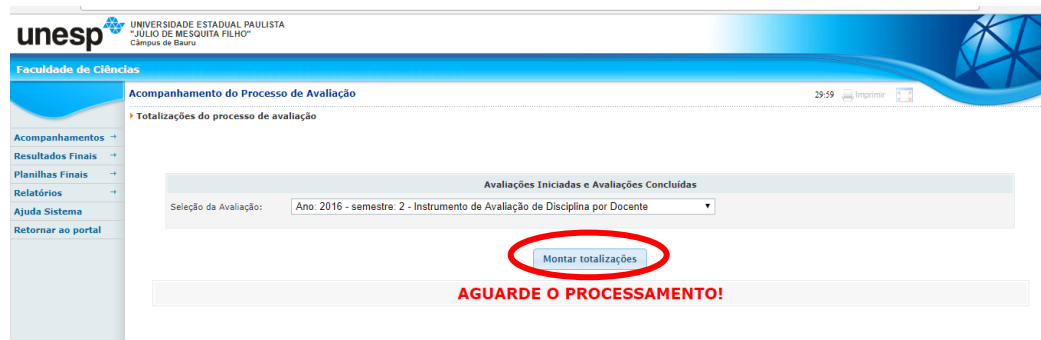 unesp
UNIVERSIDADE ESTADUAL PAULISTA
"JÚLIO DE MESQUITA FILHO"
Câmpus de Bauru
Faculdade de Ciências
Acompanhamento do Processo de Avaliação
29:59 Imprimir
Totalizações do processo de avaliação
Acompanhamentos →
Resultados Finais →
Planilhas Finais →
Relatórios →
Ajuda Sistema
Retornar ao portal
Avaliações Iniciadas e Avaliações Concluídas
Seleção da Avaliação: Ano: 2016 - semestre: 2 - Instrumento de Avaliação de Disciplina por Docente
Montar totalizações
AGUARDE O PROCESSAMENTO!